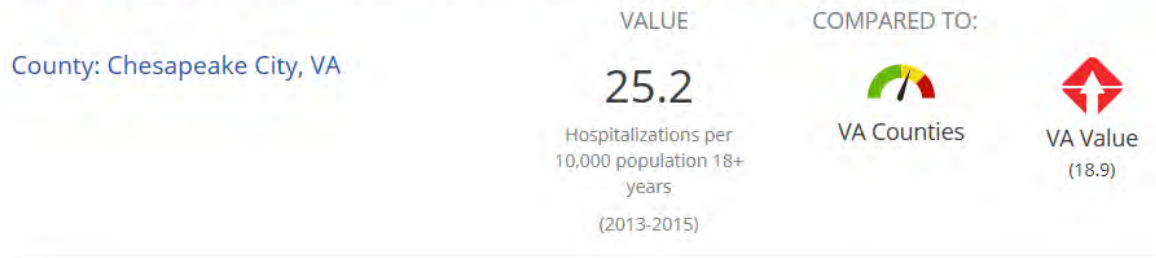 VALUE
COMPARED TO:
County: Chesapeake City, VA
25.2
Hospitalizations per
10,000 population 18+
years
(2013-2015)
VA Counties
VA Value
(18.9)